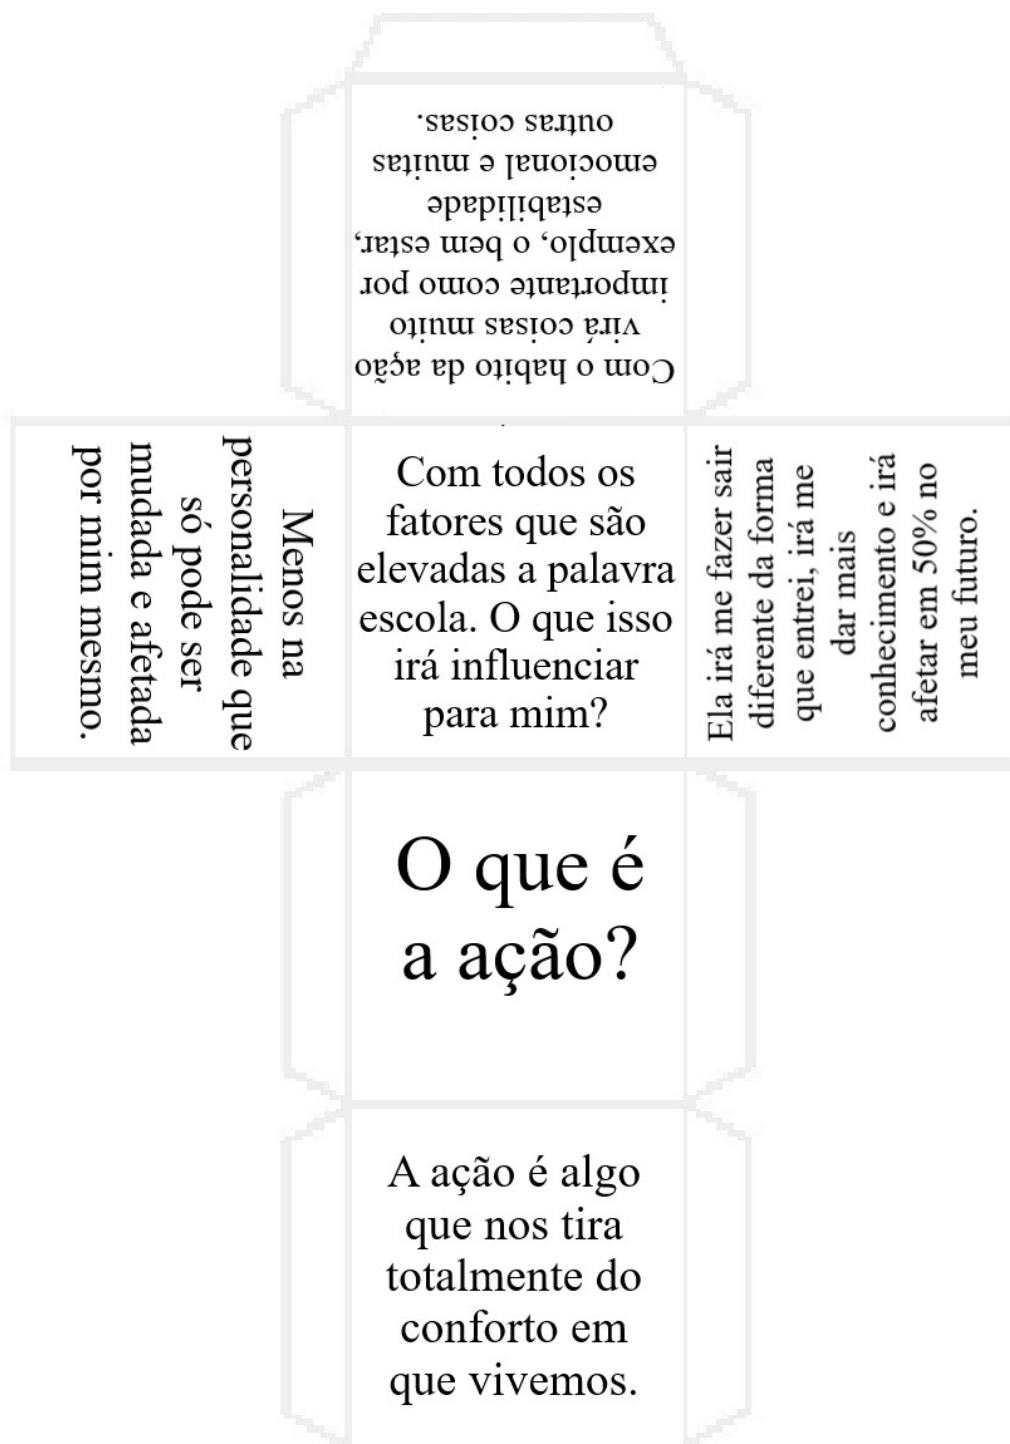 Com o habito da ação
virá coisas muito
importante como por
exemplo, o bem estar,
estabilidade
emocional e muitas
outras coisas.
Menos na
personalidade que
só pode ser
mudada e afetada
por mim mesmo.
Com todos os
fatores que são
elevadas a palavra
escola. O que isso
irá influenciar
para mim?
Ela irá me fazer sair
diferente da forma
que entrei, irá me
dar mais
conhecimento e irá
afetar em 50% no
meu futuro.
O que é
a ação?
A ação é algo
que nos tira
totalmente do
conforto em
que vivemos.